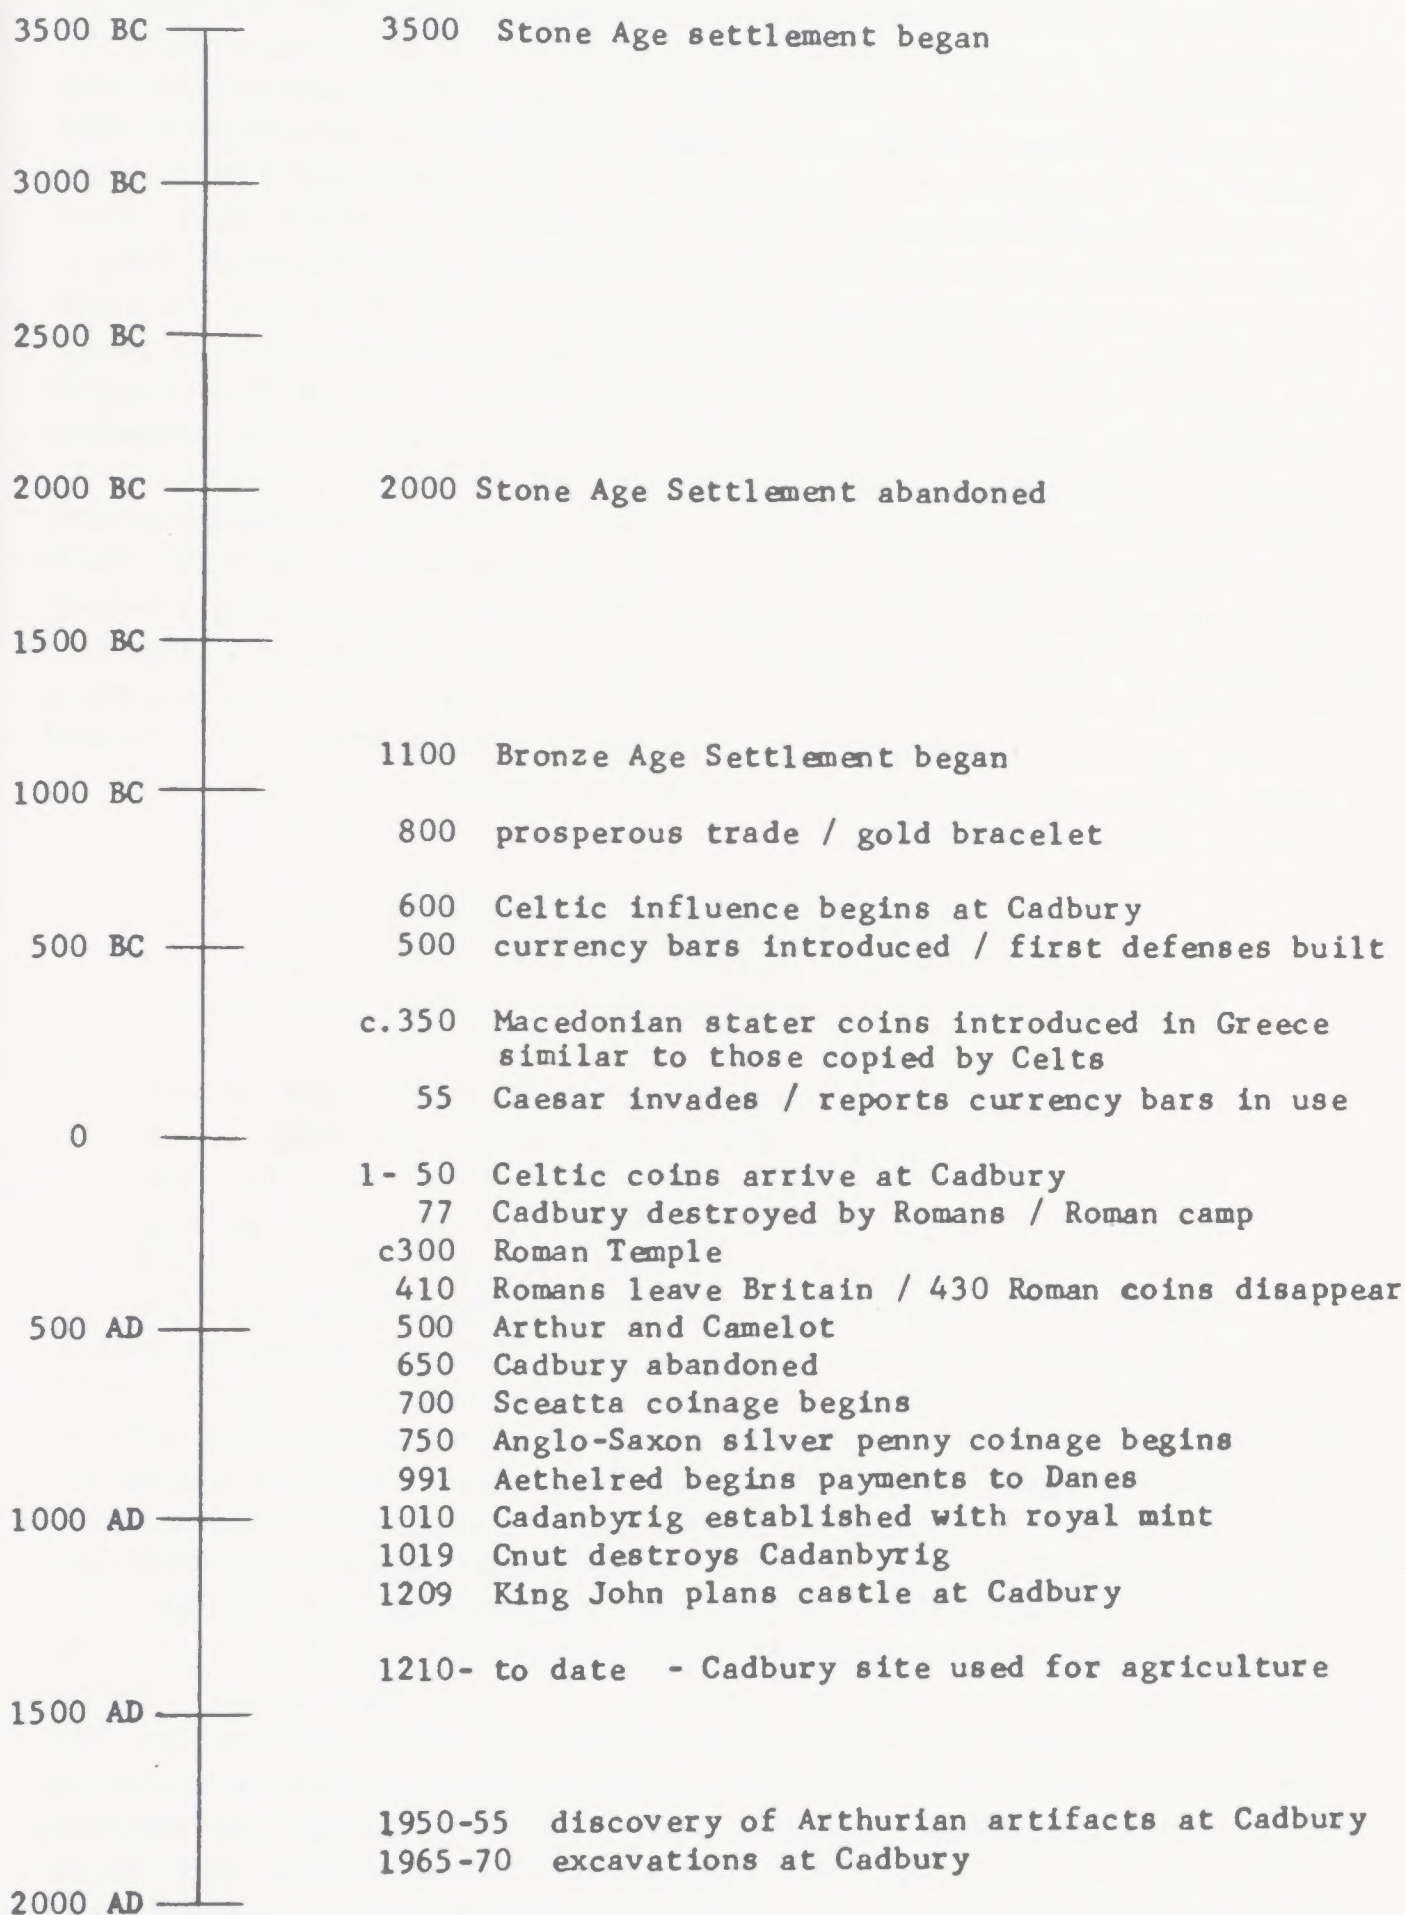 3500 BC 3500 Stone Age settlement began
3000 BC
2500 BC
2000 BC 2000 Stone Age Settlement abandoned
1500 BC
1100 Bronze Age Settlement began
1000 BC
800 prosperous trade / gold bracelet
600 Celtic influence begins at Cadbury
500 BC 500 currency bars introduced / first defenses built
c.350 Macedonian stater coins introduced in Greece
similar to those copied by Celts
55 Caesar invades / reports currency bars in use
0
1- 50 Celtic coins arrive at Cadbury
77 Cadbury destroyed by Romans / Roman camp
c300 Roman Temple
410 Romans leave Britain / 430 Roman coins disappear
500 AD 500 Arthur and Camelot
650 Cadbury abandoned
700 Sceatta coinage begins
750 Anglo-Saxon silver penny coinage begins
991 Aethelred begins payments to Danes
1000 AD 1010 Cadanbyrig established with royal mint
1019 Cnut destroys Cadanbyrig
1209 King John plans castle at Cadbury
1210- to date - Cadbury site used for agriculture
1500 AD
1950-55 discovery of Arthurian artifacts at Cadbury
1965-70 excavations at Cadbury
2000 AD